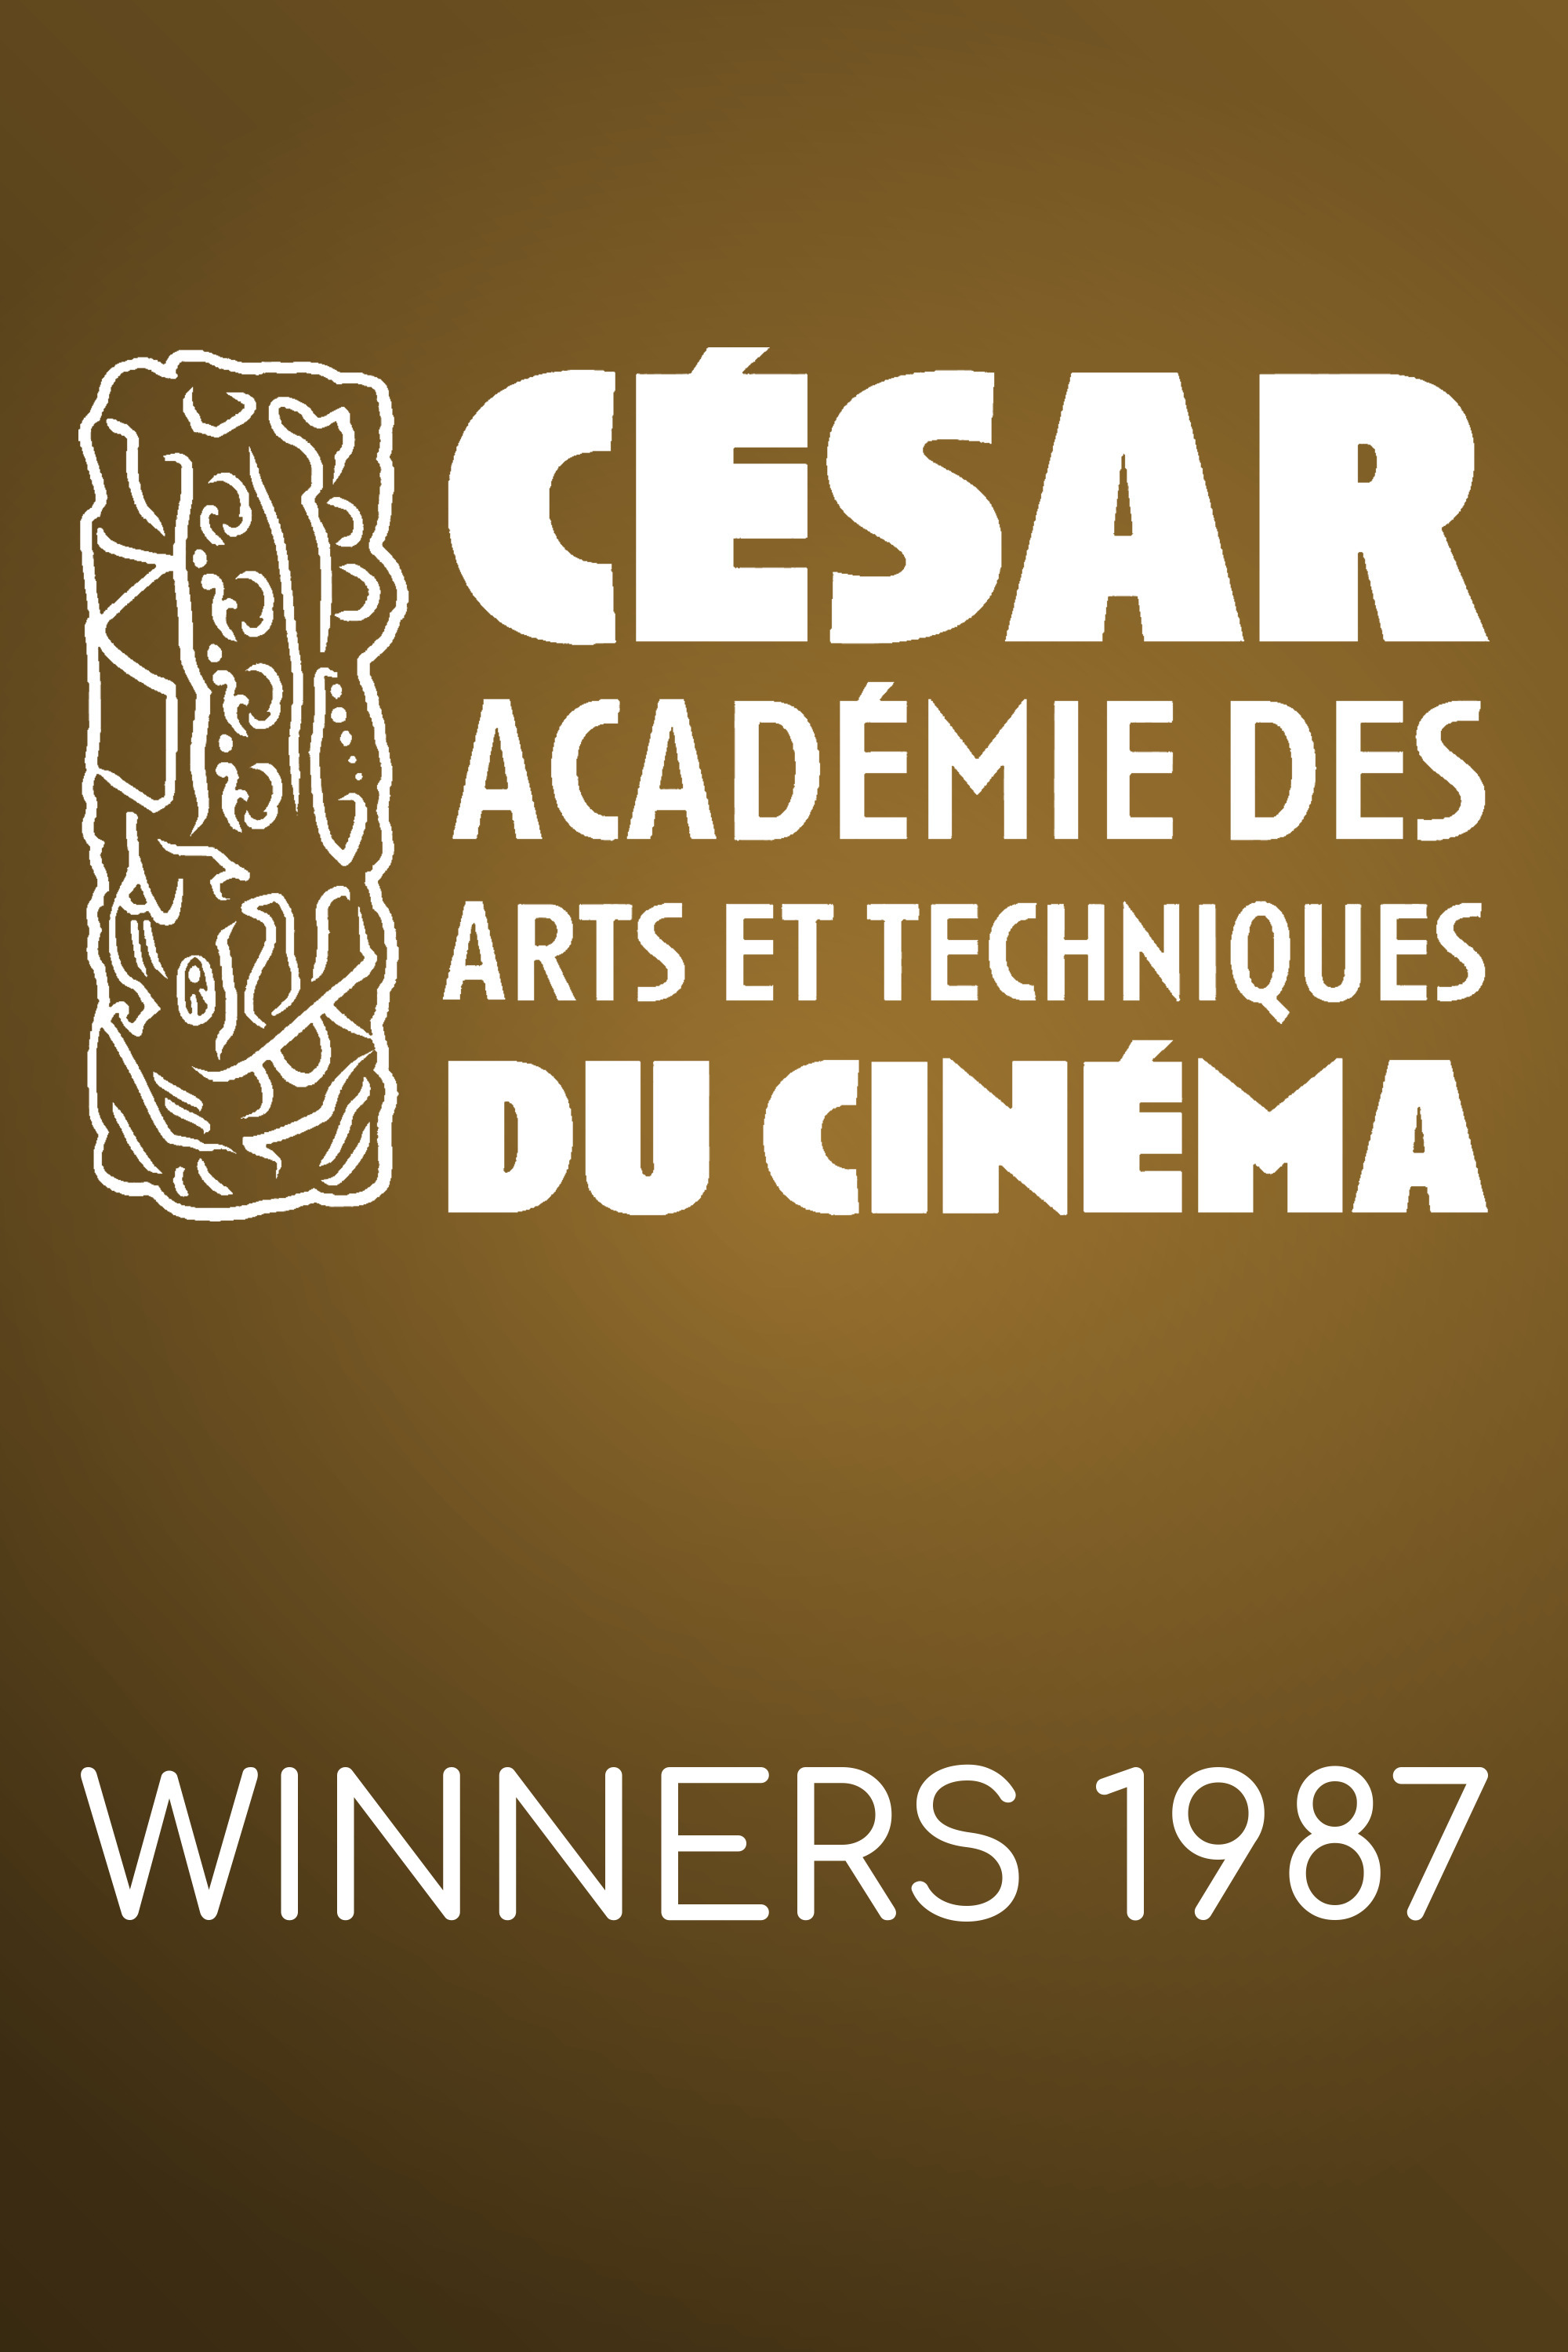 CÉSAR
ACADÉMIE DES
ARTS ET TECHNIQUES
DU CINÉMA
WINNERS 1987